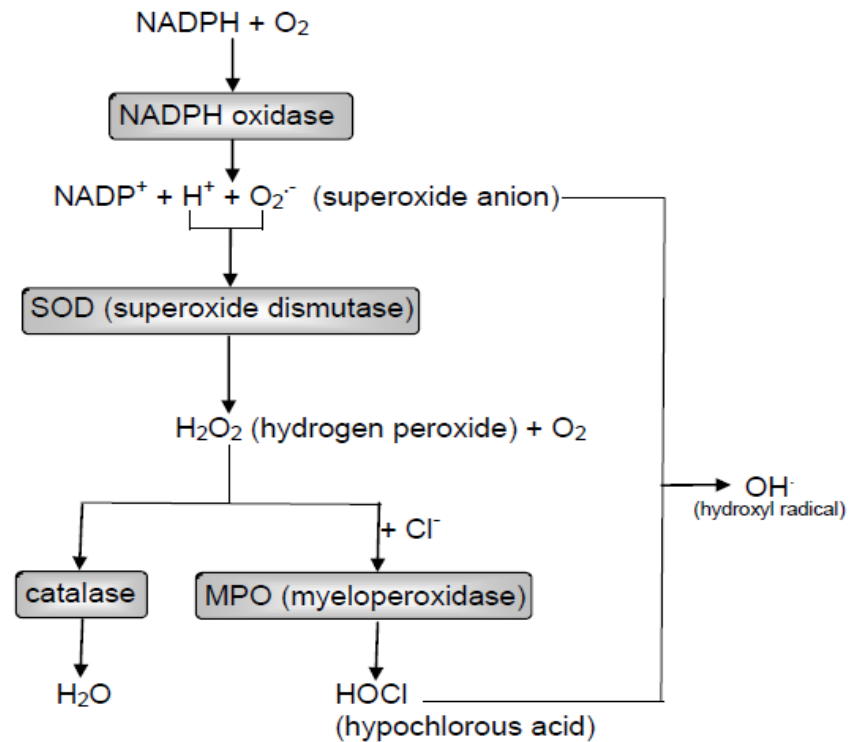 NADPH + O₂
NADPH oxidase
NADP⁺ + H⁺ + O₂·⁻ (superoxide anion)
SOD (superoxide dismutase)
H₂O₂ (hydrogen peroxide) + O₂
OH·
(hydroxyl radical)
+ Cl⁻
catalase
MPO (myeloperoxidase)
H₂O
HOCl
(hypochlorous acid)